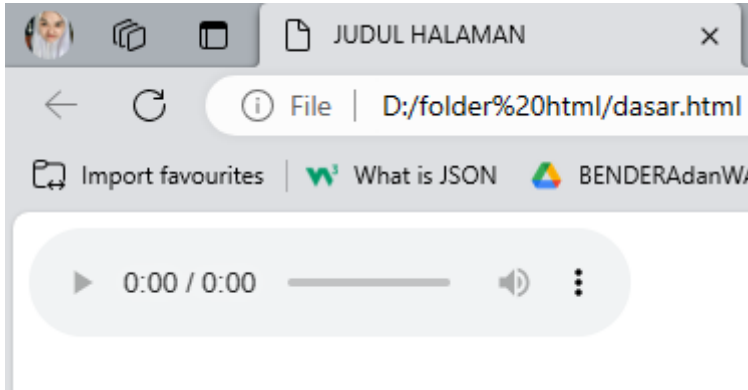 JUDUL HALAMAN
File D:/folder%20html/dasar.html
Import favourites What is JSON BENDERAdanWA
0:00 / 0:00